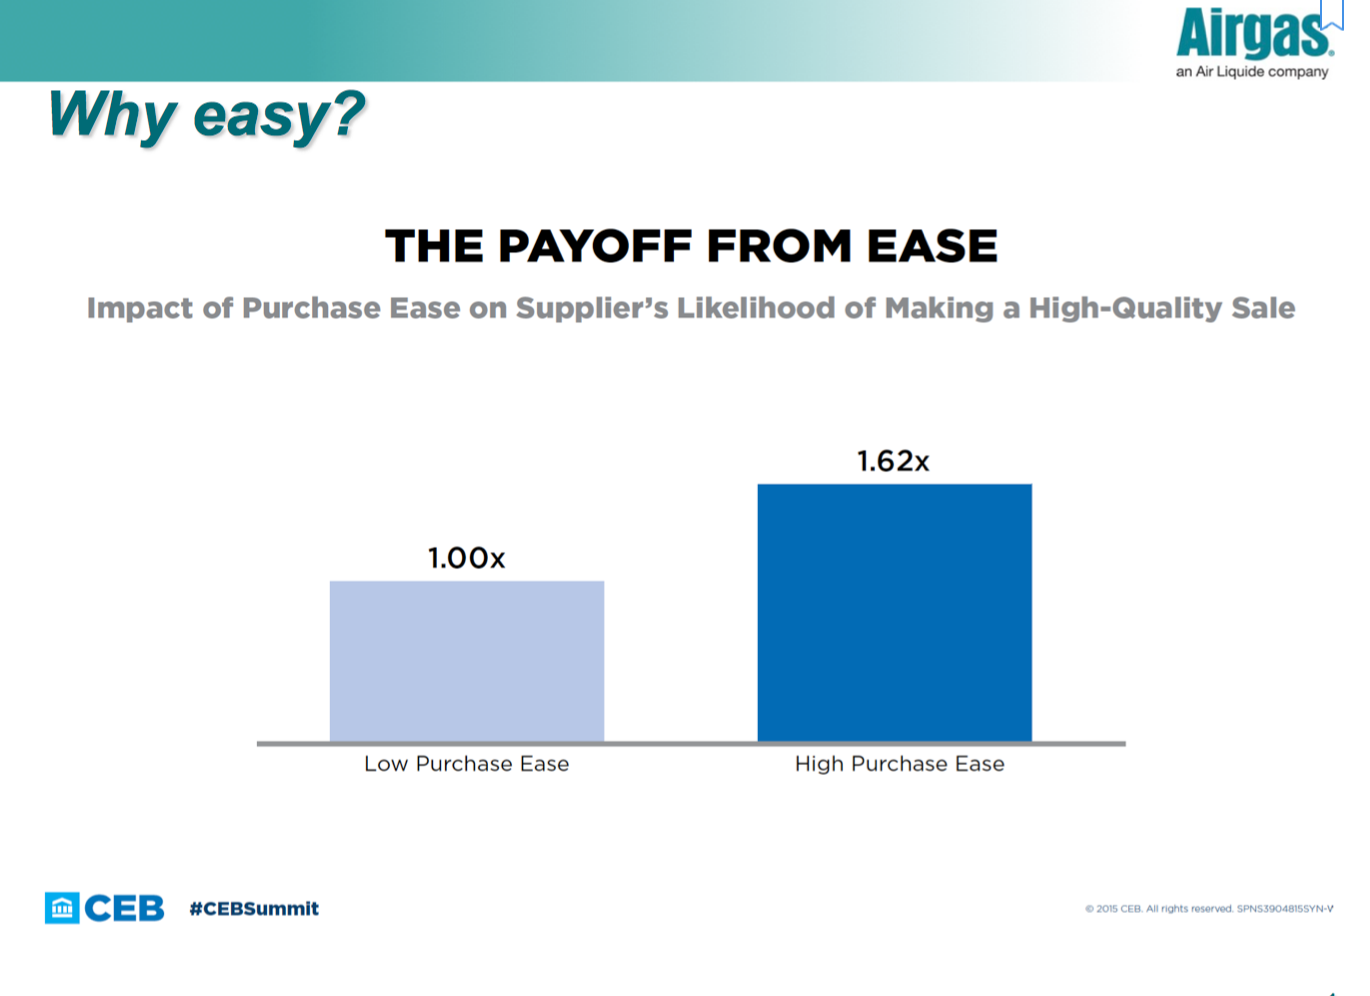 Airgas®
an Air Liquide company
Why easy?
THE PAYOFF FROM EASE
Impact of Purchase Ease on Supplier's Likelihood of Making a High-Quality Sale
1.62x
1.00x
Low Purchase Ease
High Purchase Ease
CEB
#CEBSummit
© 2015 CEB. All rights reserved. SPNS3904815SYN-V